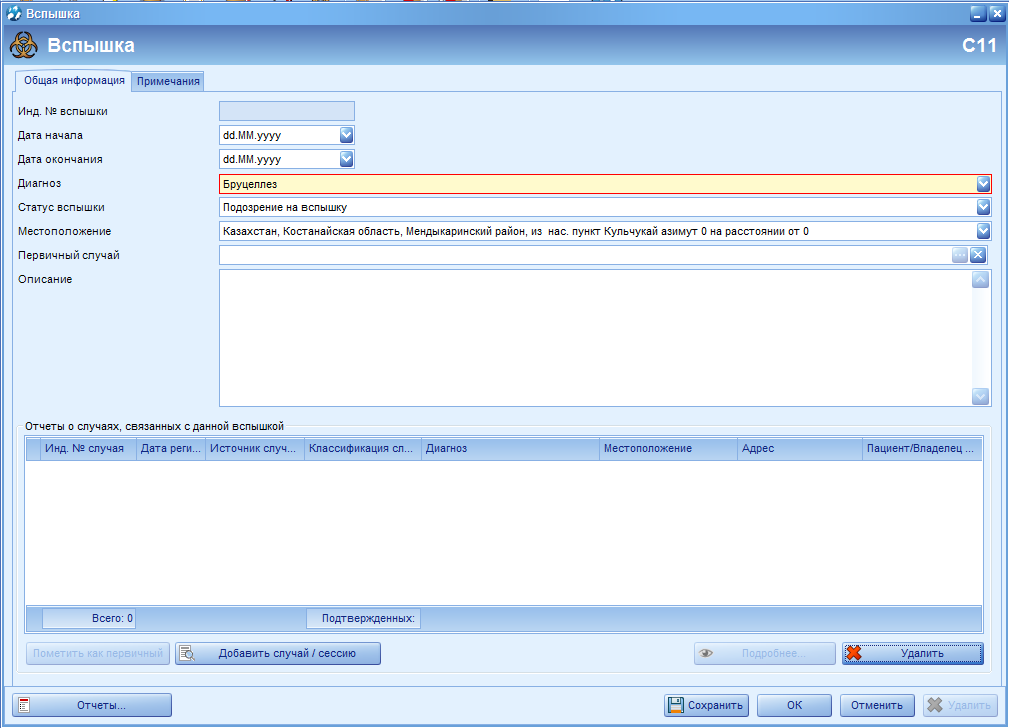 Вспышка
Вспышка C11
Общая информация Примечания
Инд. № вспышки
Дата начала dd.MM.yyyy
Дата окончания dd.MM.yyyy
Диагноз Бруцеллез
Статус вспышки Подозрение на вспышку
Местоположение Казахстан, Костанайская область, Мендыкаринский район, из нас. пункт Кульчукай азимут 0 на расстоянии от 0
Первичный случай
Описание
Отчеты о случаях, связанных с данной вспышкой
Инд. № случая Дата реги... Источник случ... Классификация сл... Диагноз Местоположение Адрес Пациент/Владелец ...
Всего: 0 Подтвержденных:
Пометить как первичный Добавить случай / сессию Подробнее... Удалить
Отчеты... Сохранить ОК Отменить Удалить